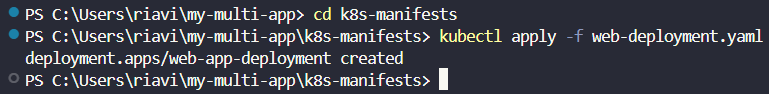 PS C:\Users\riavi\my-multi-app> cd k8s-manifests
PS C:\Users\riavi\my-multi-app\k8s-manifests> kubectl apply -f web-deployment.yaml
deployment.apps/web-app-deployment created
PS C:\Users\riavi\my-multi-app\k8s-manifests>